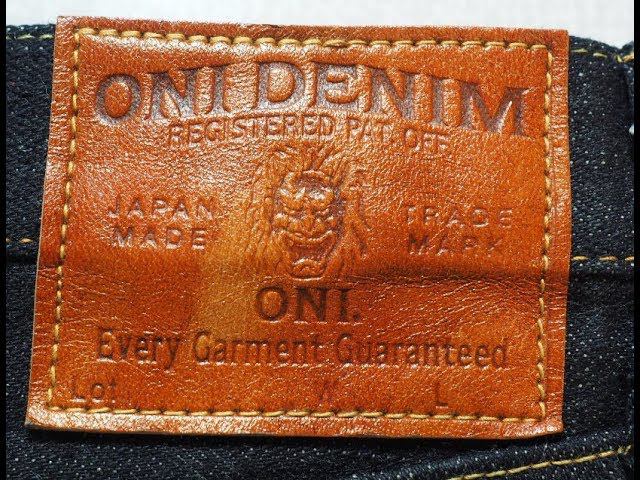 ONI DENIM
REGISTERED PAT. OFF
JAPAN MADE
TRADE MARK
ONI.
Every Garment Guaranteed
Lot W L